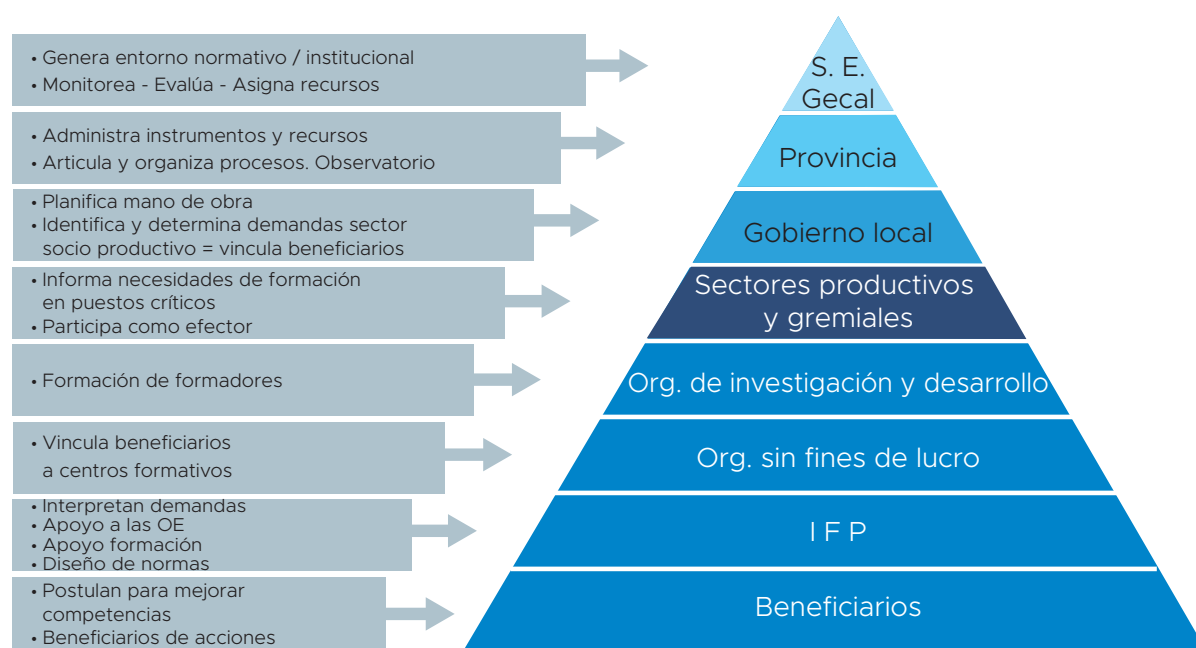 • Genera entorno normativo / institucional
• Monitorea - Evalúa - Asigna recursos
S. E.
Gecal
• Administra instrumentos y recursos
• Articula y organiza procesos. Observatorio
Provincia
• Planifica mano de obra
• Identifica y determina demandas sector
socio productivo = vincula beneficiarios
Gobierno local
• Informa necesidades de formación
en puestos críticos
• Participa como efector
Sectores productivos
y gremiales
• Formación de formadores
Org. de investigación y desarrollo
• Vincula beneficiarios
a centros formativos
Org. sin fines de lucro
• Interpretan demandas
• Apoyo a las OE
• Apoyo formación
• Diseño de normas
I F P
• Postulan para mejorar
competencias
• Beneficiarios de acciones
Beneficiarios